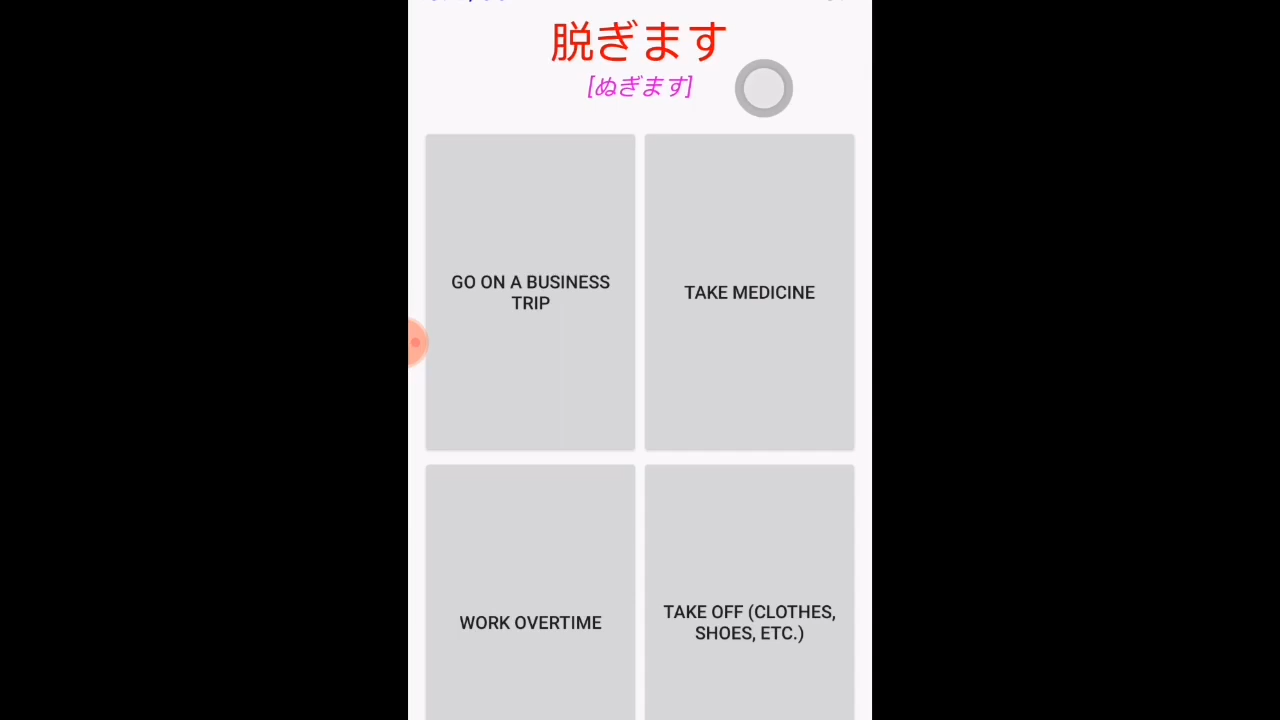 脱ぎます
[ぬぎます]
GO ON A BUSINESS
TRIP
TAKE MEDICINE
WORK OVERTIME
TAKE OFF (CLOTHES,
SHOES, ETC.)